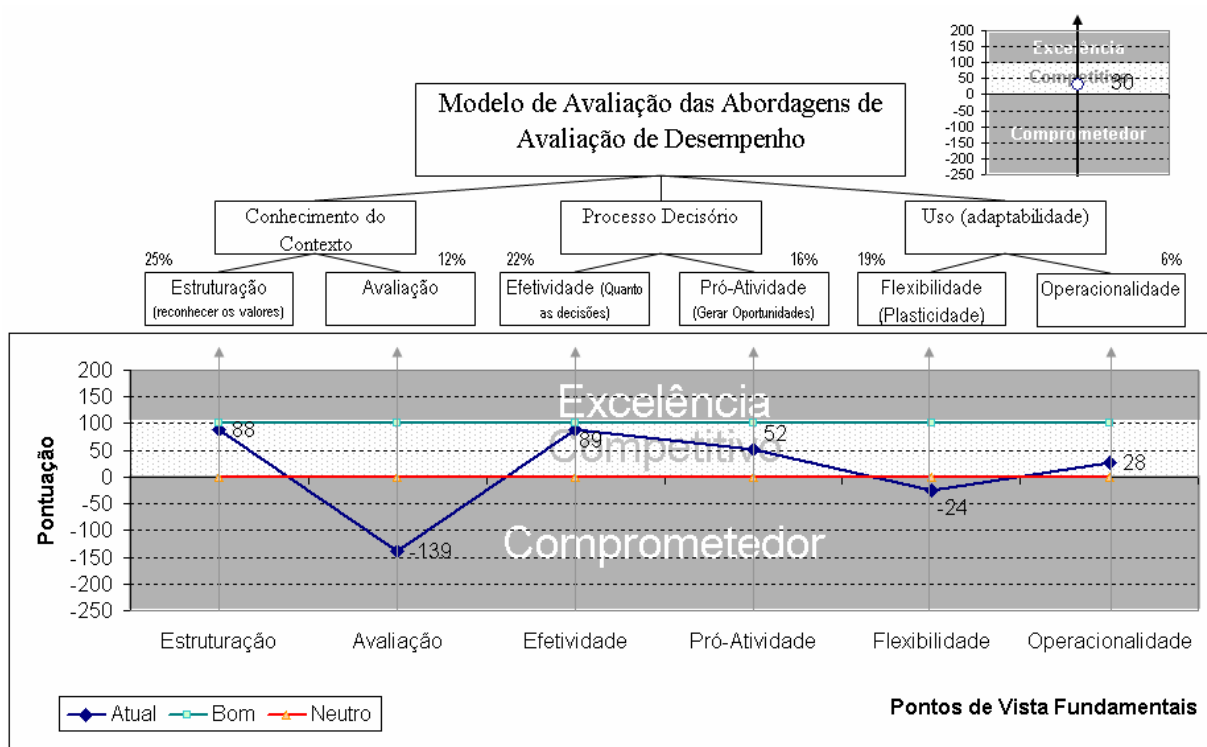 200
150
100
50
0
-50
-100
-150
-200
-250
Excelência
Competitivo
30
Comprometedor
Modelo de Avaliação das Abordagens de
Avaliação de Desempenho
Conhecimento do
Contexto
Processo Decisório
Uso (adaptabilidade)
25%
12%
22%
16%
19%
6%
Estruturação
(reconhecer os valores)
Avaliação
Efetividade (Quanto
as decisões)
Pró-Atividade
(Gerar Oportunidades)
Flexibilidade
(Plasticidade)
Operacionalidade
Pontuação
200
150
100
50
0
-50
-100
-150
-200
-250
Excelência
Competitivo
Comprometedor
88
-139
89
52
-24
28
Estruturação
Avaliação
Efetividade
Pró-Atividade
Flexibilidade
Operacionalidade
Atual
Bom
Neutro
Pontos de Vista Fundamentais